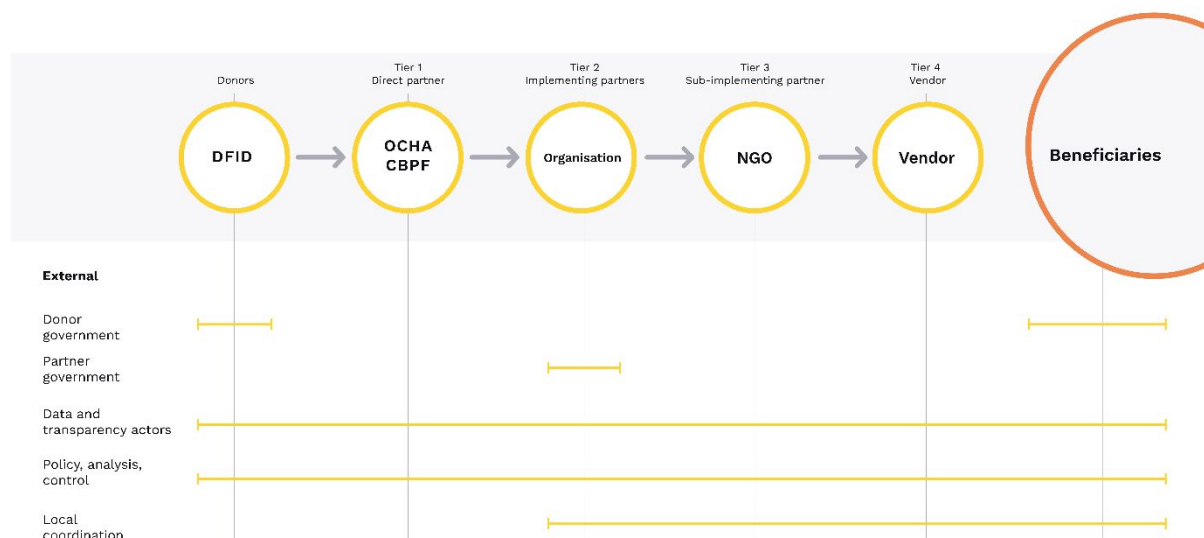 Donors
Tier 1
Direct partner
Tier 2
Implementing partners
Tier 3
Sub-implementing partner
Tier 4
Vendor
DFID
OCHA
CBPF
Organisation
NGO
Vendor
Beneficiaries
External
Donor
government
Partner
government
Data and
transparency actors
Policy, analysis,
control
Local
coordination